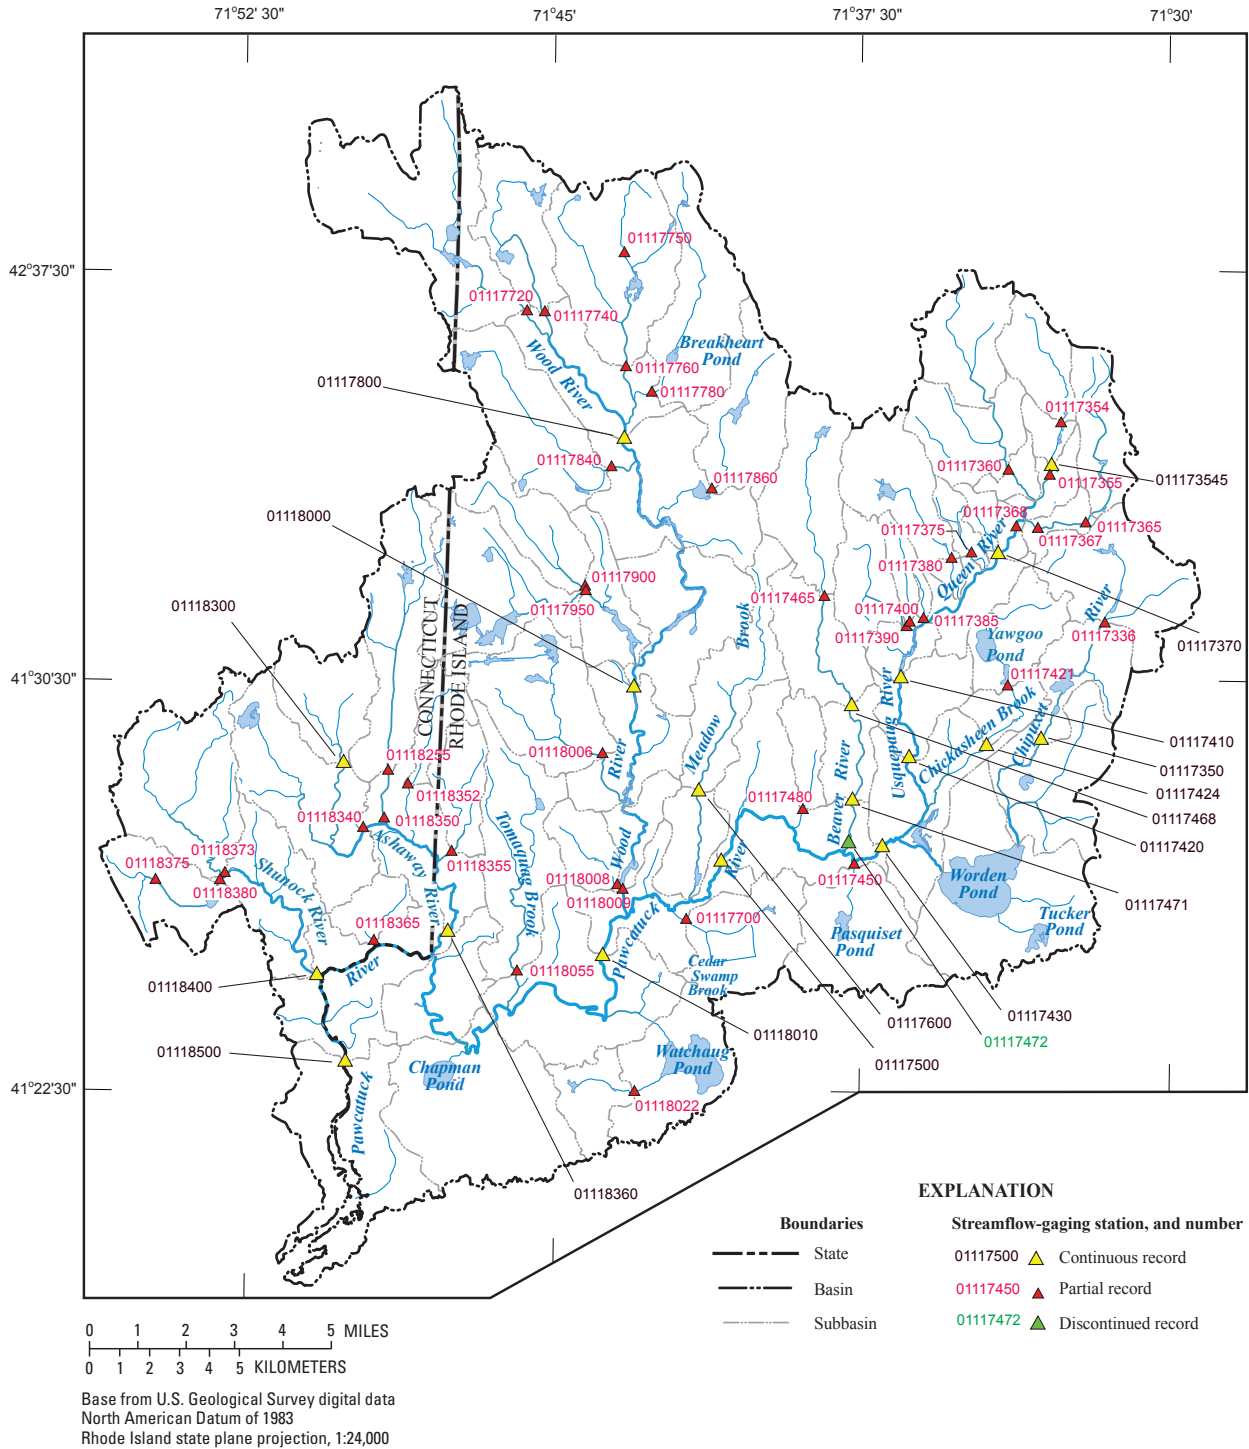 71°52' 30"
71°45'
71°37' 30"
71°30'
42°37'30"
41°30'30"
41°22'30"
01117750
01117720
01117740
Wood River
Breakheart
Pond
01117760
01117780
01117800
01117840
01117860
01117354
01117360
01117355
011173545
01117368
01117375
01117365
01117367
01117380
Queen River
01118000
01117900
01117950
01117465
01117400
01117385
01117390
River
01117336
01117370
Yawgoo
Pond
01117421
01118300
CONNECTICUT
RHODE ISLAND
Brook
Meadow
Usquepaug River
Chickasheen Brook
Chipuxet
01117410
01117350
01117424
01117468
01117420
01117471
01118255
01118352
01118006
River
Wood
01117480
Beaver River
01118340
01118350
Ashaway River
01118355
Tomaquag Brook
01118373
01118375
01118380
Shunock River
01118365
River
01118008
01118009
Pawcatuck
River
01117700
01117450
Worden
Pond
Tucker
Pond
Pasquiset
Pond
Cedar
Swamp
Brook
01118055
01118400
01118010
01117600
01117430
01117472
01117500
01118500
Chapman
Pond
Watchaug
Pond
01118022
Pawcatuck
01118360
EXPLANATION
Boundaries
State
Basin
Subbasin
Streamflow-gaging station, and number
01117500 Continuous record
01117450 Partial record
01117472 Discontinued record
0 1 2 3 4 5 MILES
0 1 2 3 4 5 KILOMETERS
Base from U.S. Geological Survey digital data
North American Datum of 1983
Rhode Island state plane projection, 1:24,000